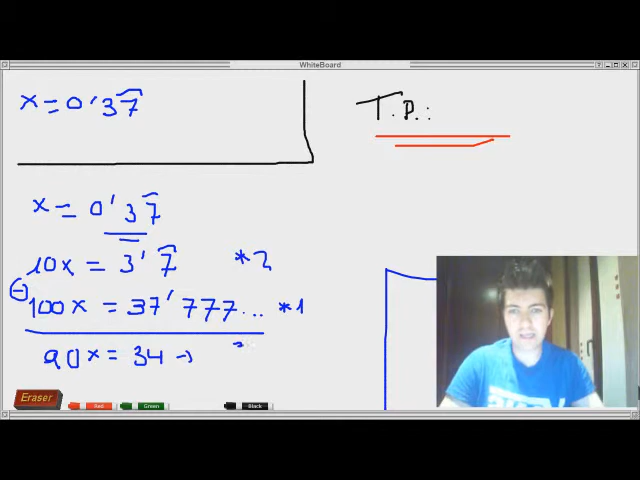 WhiteBoard
x = 0'37̂
T.P.:
x = 0'37̂
10x = 3'7̂ *2
⊖ 100x = 37'777... *1
90x = 34 →
Eraser
Red Green Black